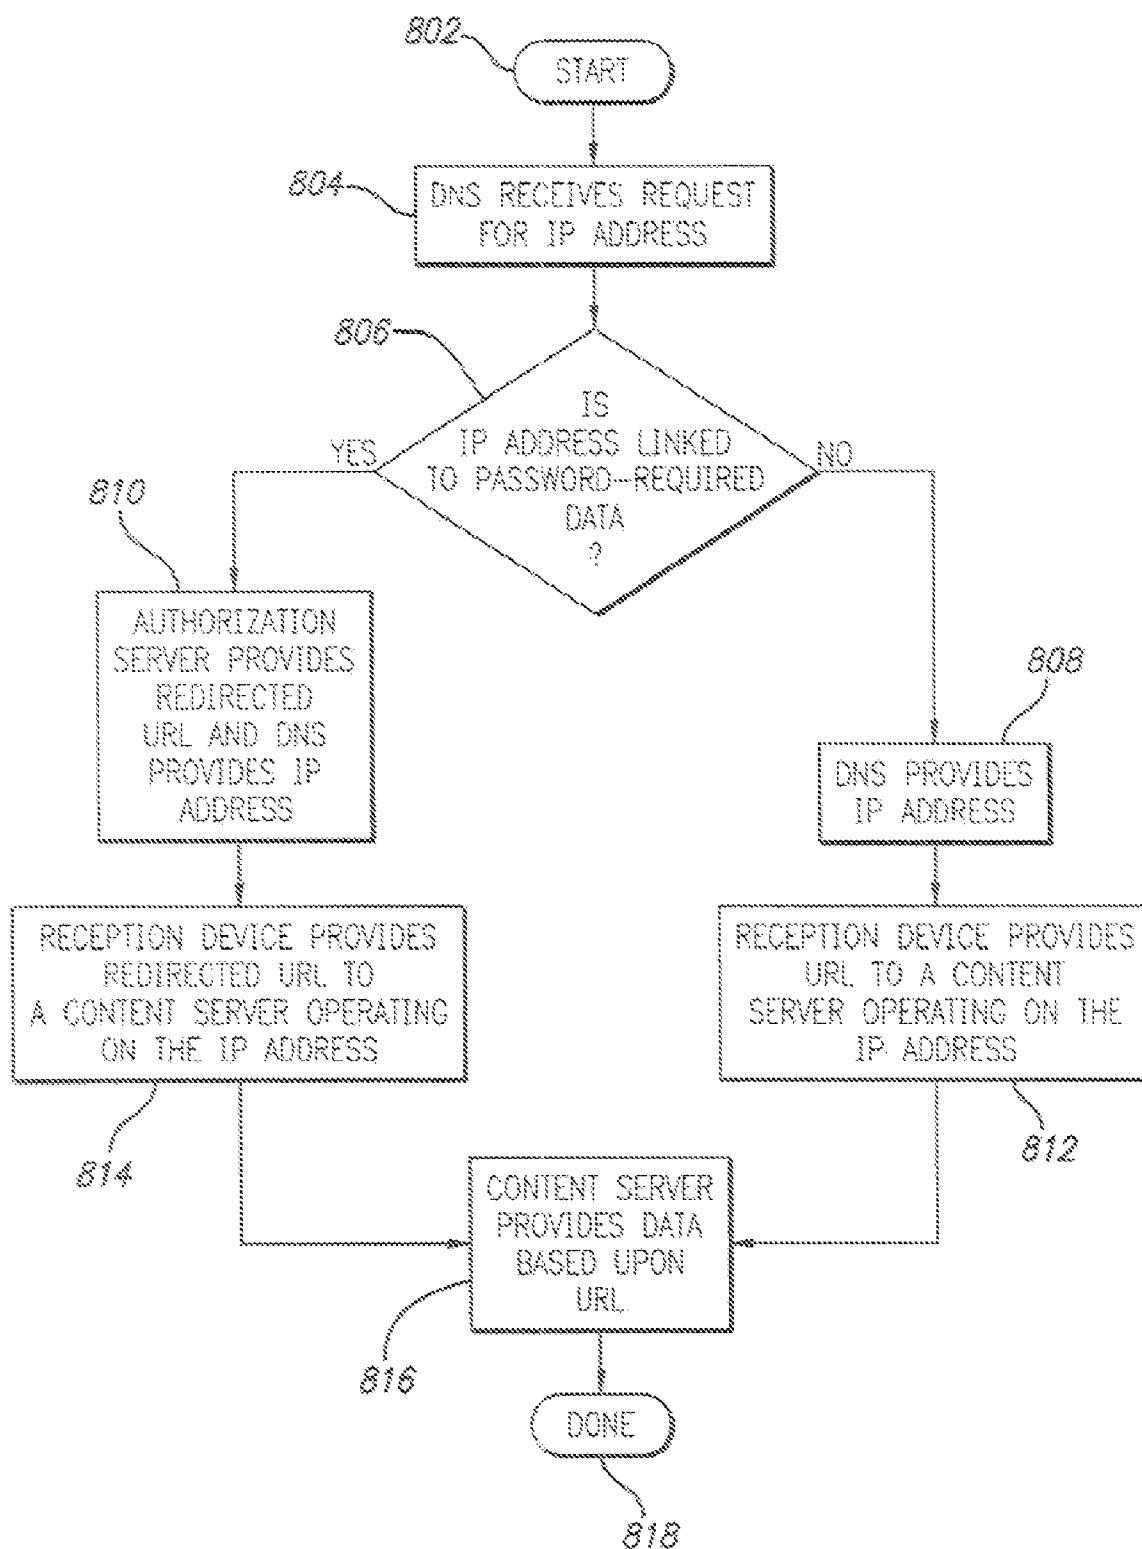 802
START
804
DNS RECEIVES REQUEST
FOR IP ADDRESS
806
IS
IP ADDRESS LINKED
TO PASSWORD-REQUIRED
DATA
?
YES
NO
810
AUTHORIZATION
SERVER PROVIDES
REDIRECTED
URL AND DNS
PROVIDES IP
ADDRESS
808
DNS PROVIDES
IP ADDRESS
RECEPTION DEVICE PROVIDES
REDIRECTED URL TO
A CONTENT SERVER OPERATING
ON THE IP ADDRESS
814
RECEPTION DEVICE PROVIDES
URL TO A CONTENT
SERVER OPERATING ON THE
IP ADDRESS
812
CONTENT SERVER
PROVIDES DATA
BASED UPON
URL
816
DONE
818